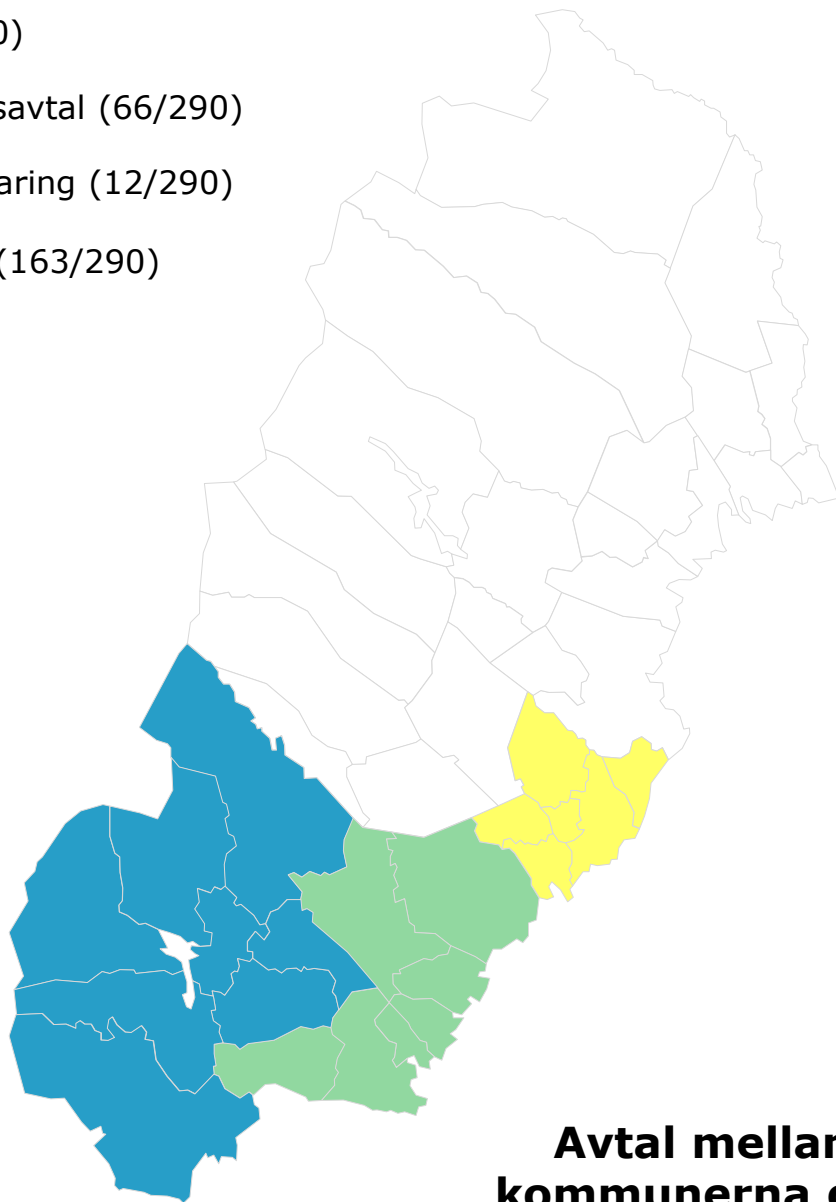 0)
savtal (66/290)
aring (12/290)
(163/290)
Avtal mellan
kommunerna